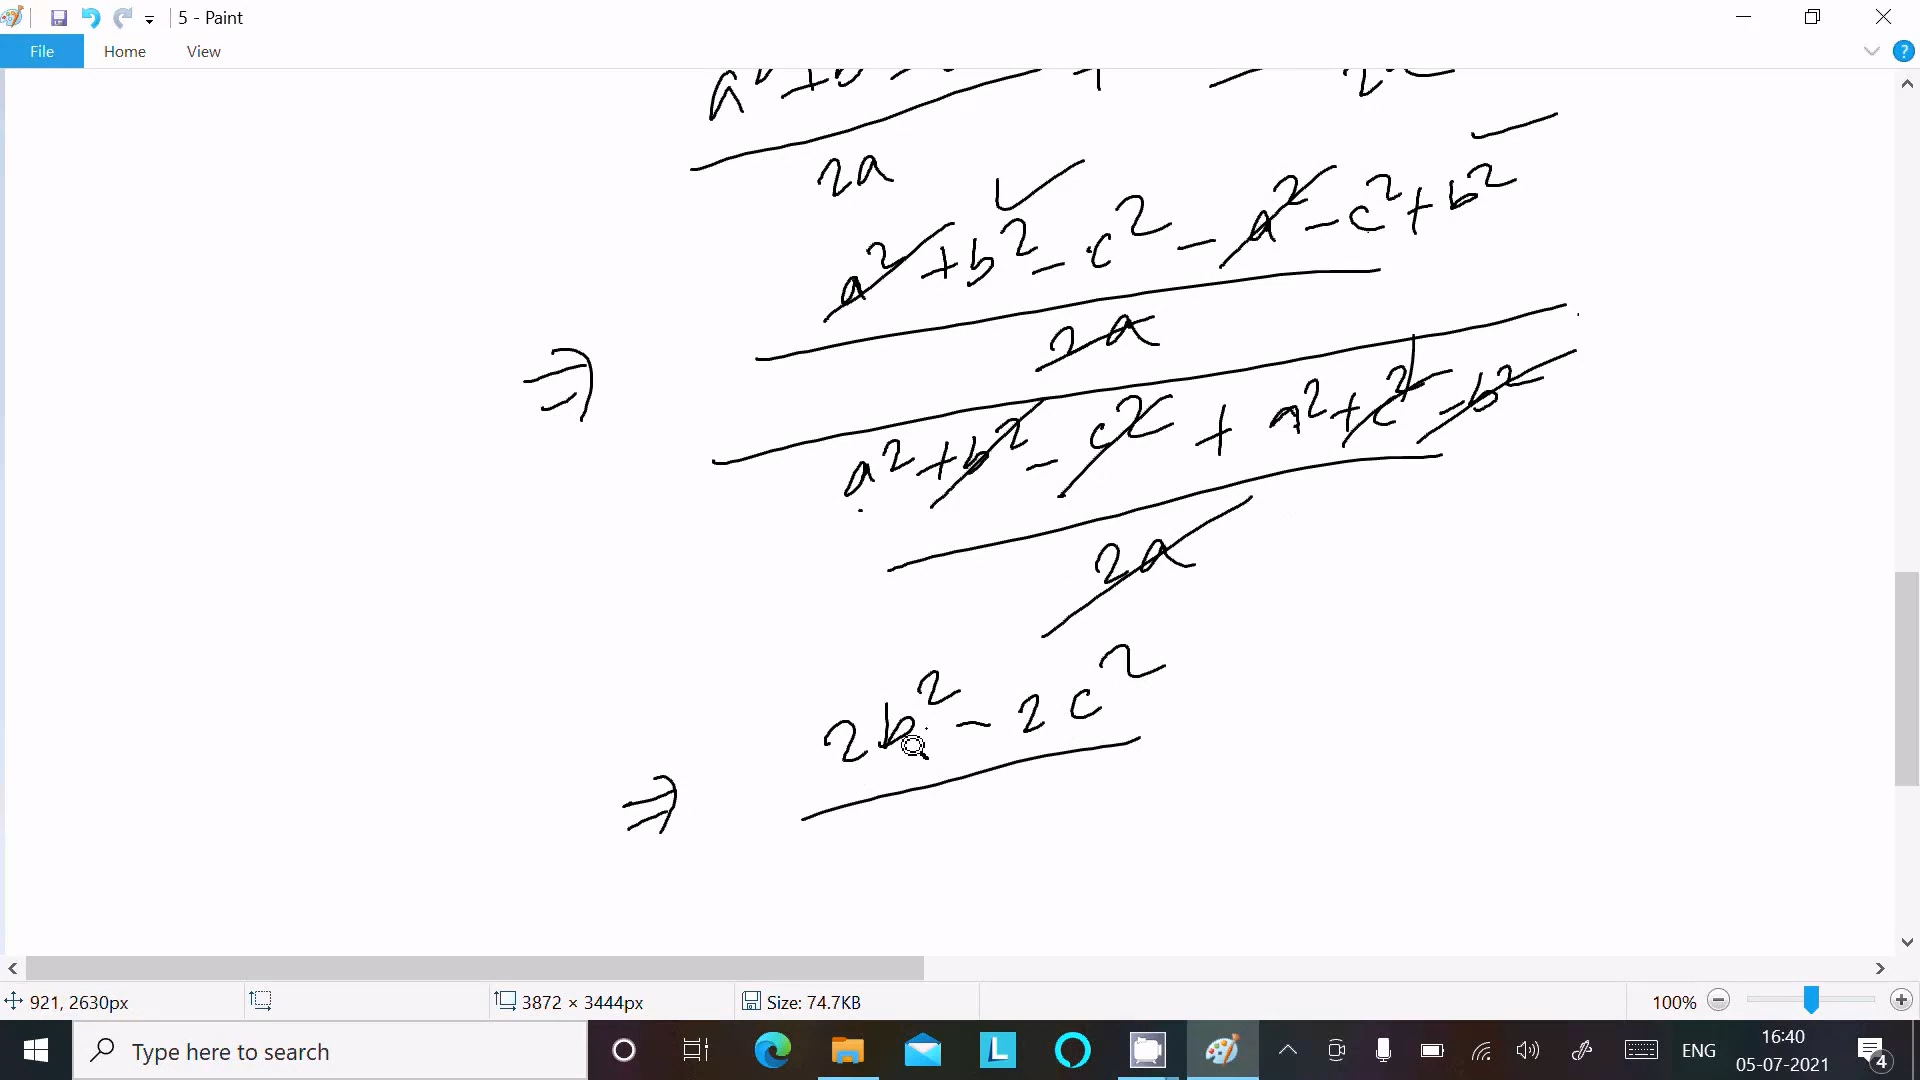 5 - Paint
File Home View
2a
a² + b² - c² - a² - c² + b²
2a
⇒
a² + b² - c² + a² + c² - b²
2a
2b² - 2c²
⇒
921, 2630px 3872 × 3444px Size: 74.7KB 100%
Type here to search L ENG 16:40
05-07-2021 4